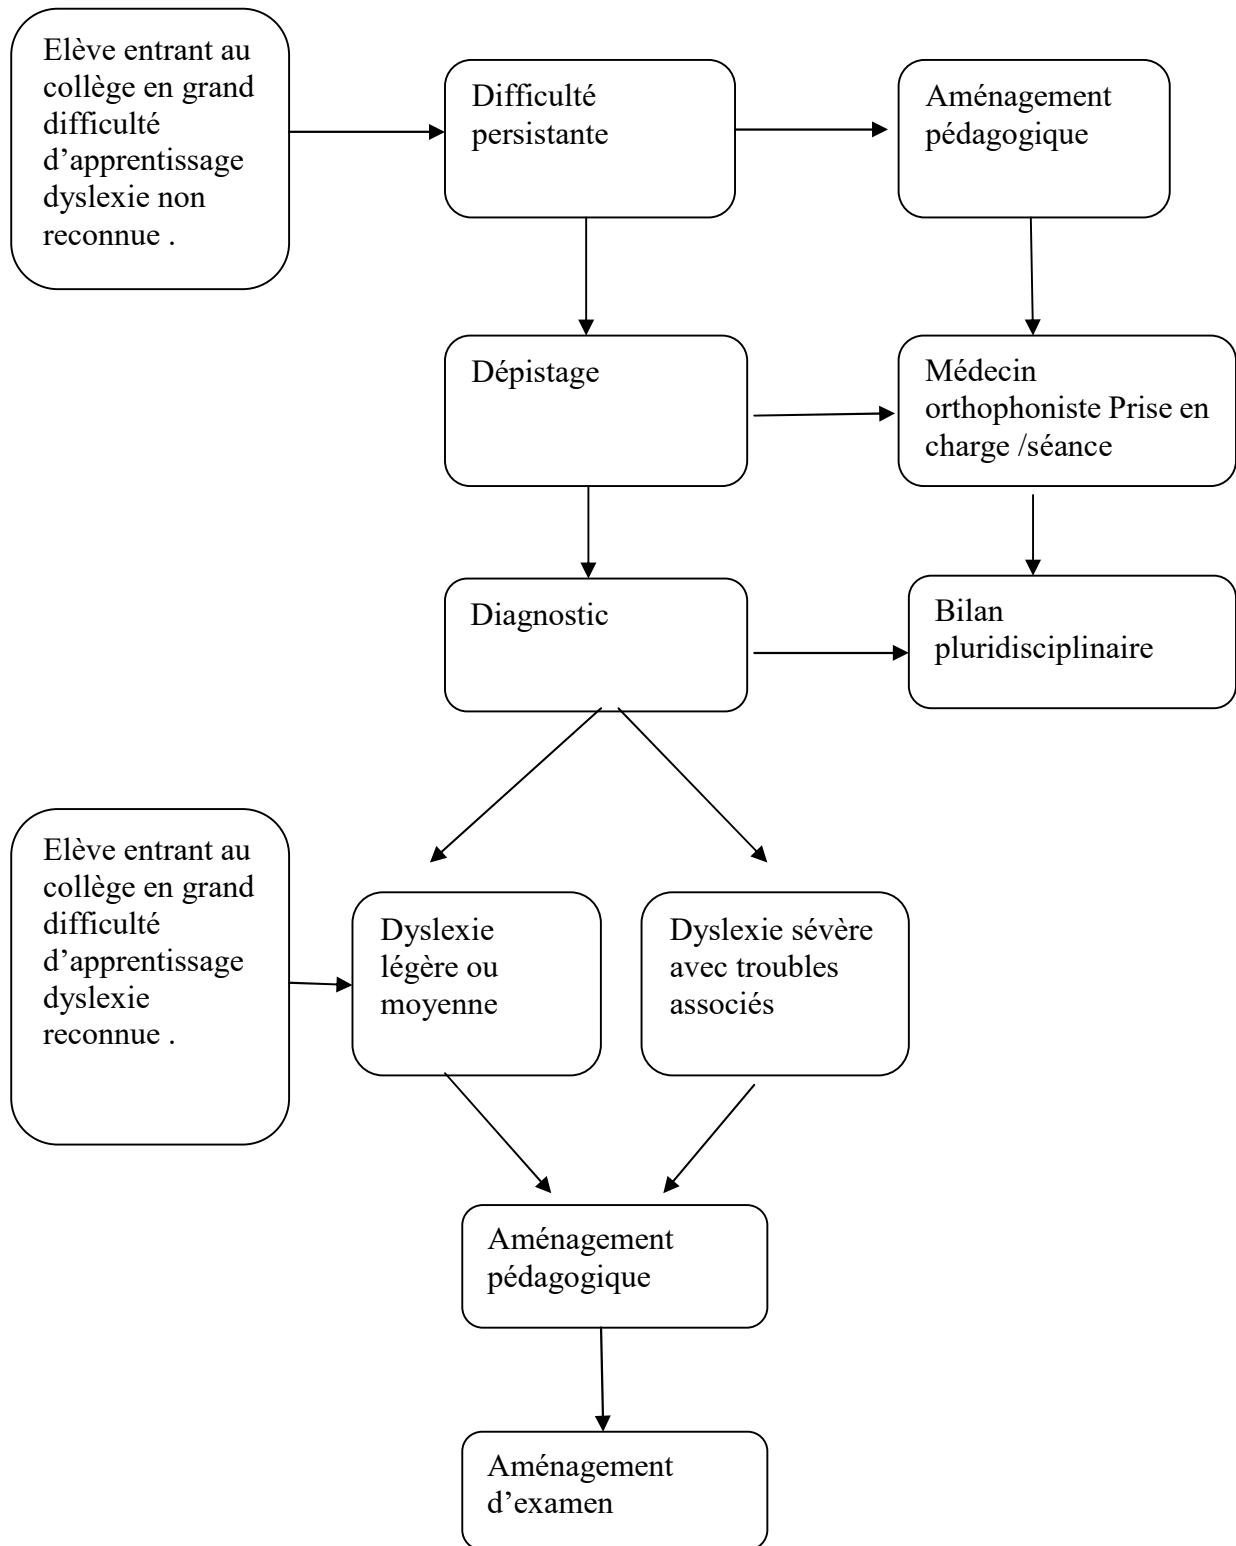 Elève entrant au
collège en grand
difficulté
d’apprentissage
dyslexie non
reconnue .
Difficulté
persistante
Aménagement
pédagogique
Dépistage
Médecin
orthophoniste Prise en
charge /séance
Diagnostic
Bilan
pluridisciplinaire
Elève entrant au
collège en grand
difficulté
d’apprentissage
dyslexie
reconnue .
Dyslexie
légère ou
moyenne
Dyslexie sévère
avec troubles
associés
Aménagement
pédagogique
Aménagement
d’examen